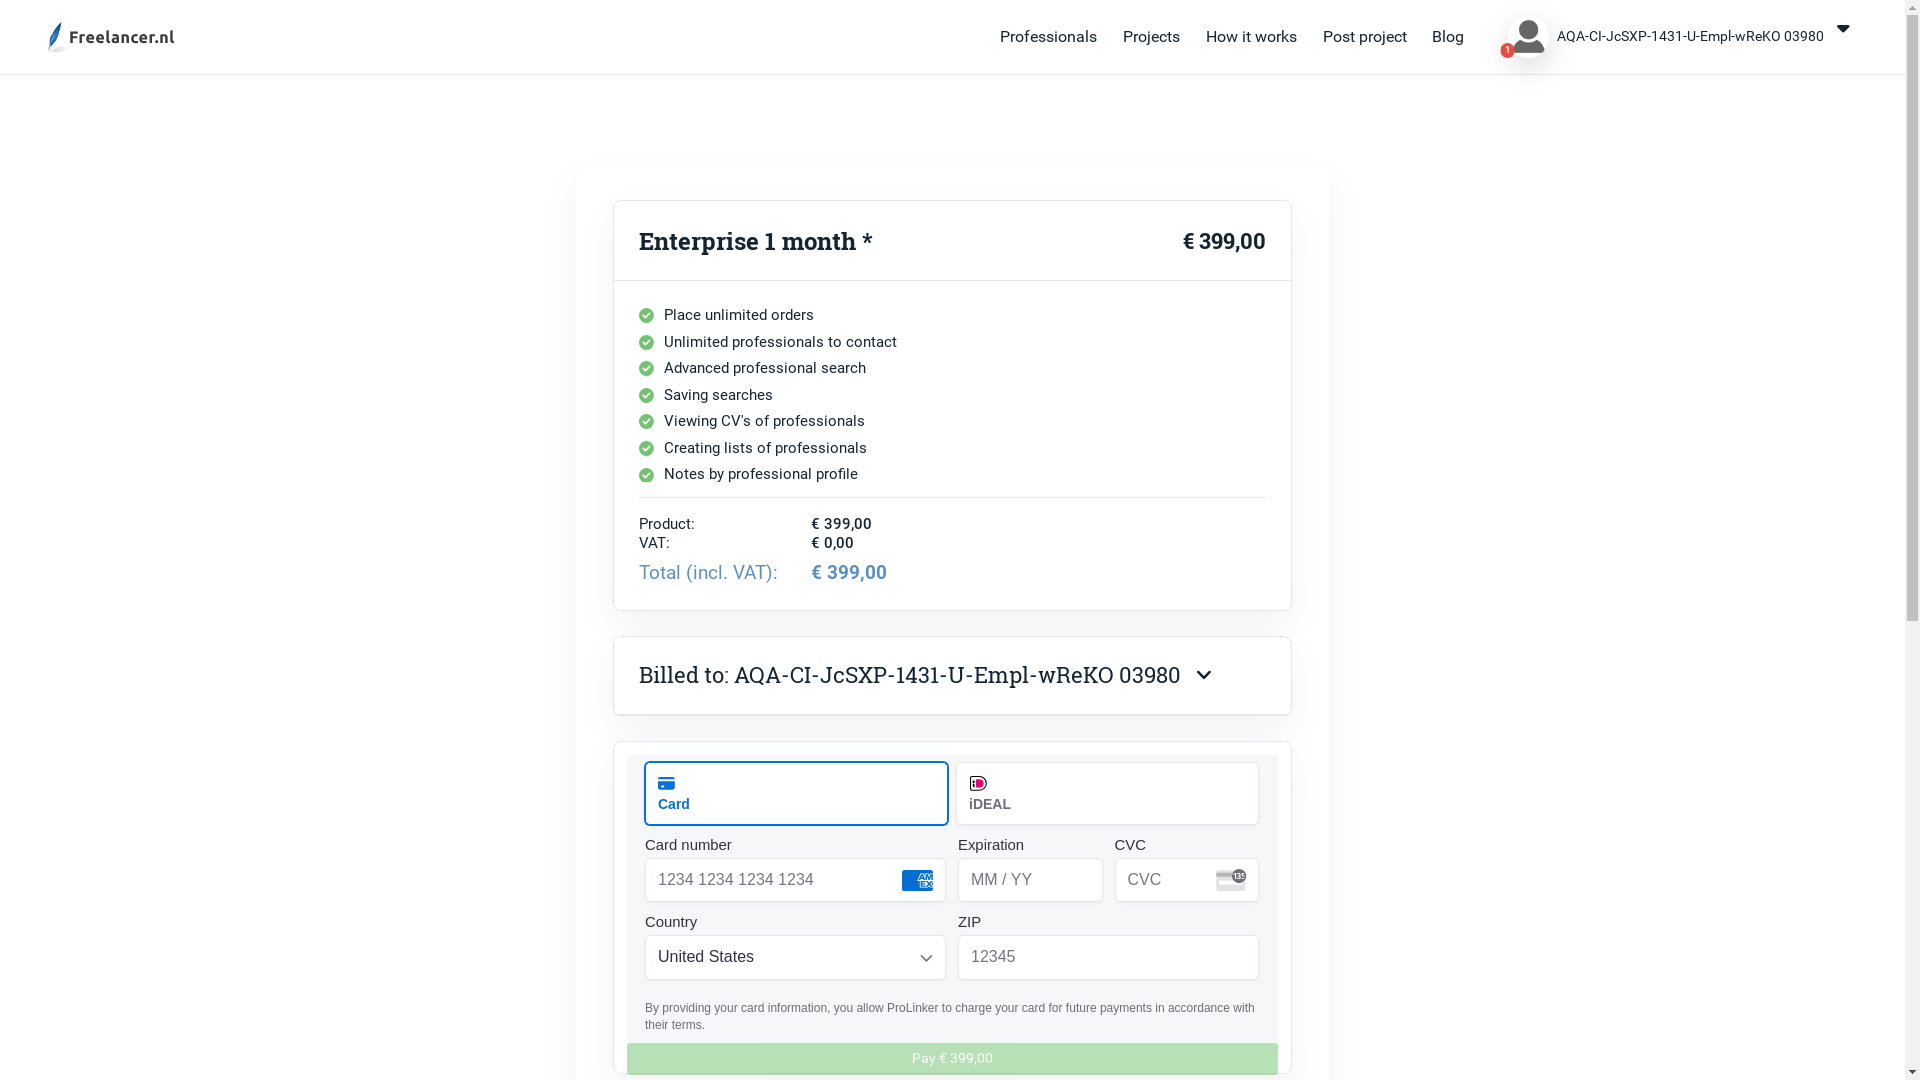 Freelancer.nl
Professionals
Projects
How it works
Post project
Blog
1
AQA-CI-JcSXP-1431-U-Empl-wReKO 03980
Enterprise 1 month *
€ 399,00
Place unlimited orders
Unlimited professionals to contact
Advanced professional search
Saving searches
Viewing CV's of professionals
Creating lists of professionals
Notes by professional profile
Product: € 399,00
VAT: € 0,00
Total (incl. VAT): € 399,00
Billed to: AQA-CI-JcSXP-1431-U-Empl-wReKO 03980
Card
iDEAL
Card number
Expiration
CVC
1234 1234 1234 1234
AM
EX
MM / YY
CVC
135
Country
ZIP
United States
12345
By providing your card information, you allow ProLinker to charge your card for future payments in accordance with
their terms.
Pay € 399,00